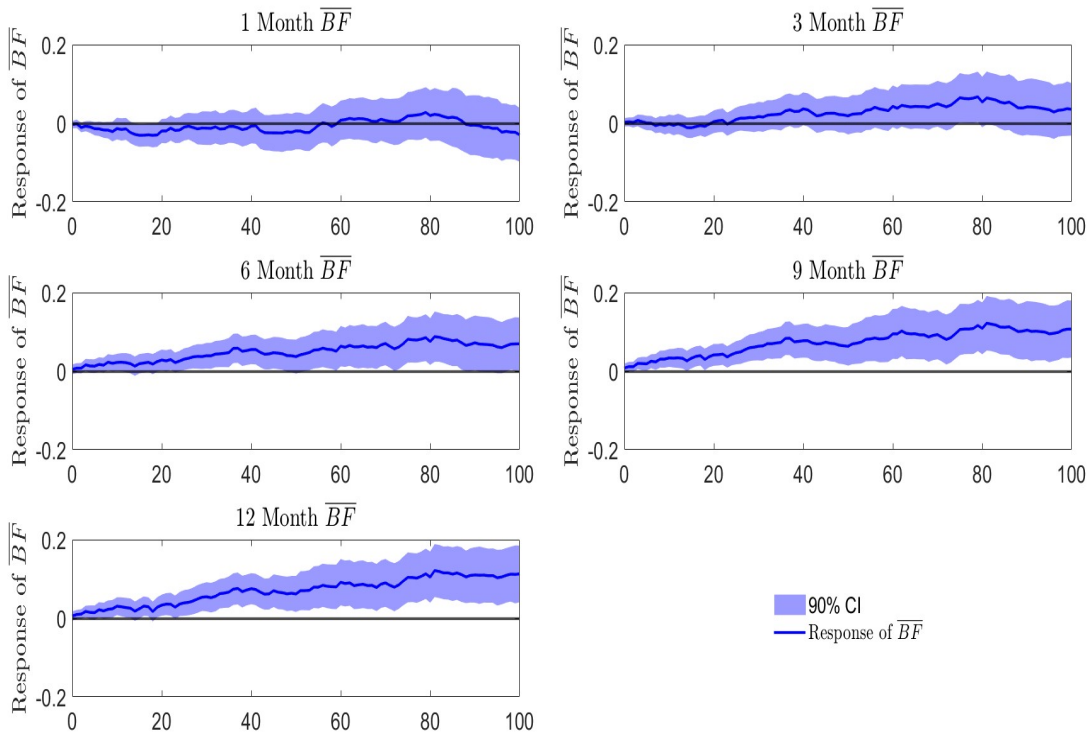 1 Month \overline{BF}
Response of \overline{BF}
0.2
0
-0.2
0 20 40 60 80 100
3 Month \overline{BF}
Response of \overline{BF}
0.2
0
-0.2
0 20 40 60 80 100
6 Month \overline{BF}
Response of \overline{BF}
0.2
0
-0.2
0 20 40 60 80 100
9 Month \overline{BF}
Response of \overline{BF}
0.2
0
-0.2
0 20 40 60 80 100
12 Month \overline{BF}
Response of \overline{BF}
0.2
0
-0.2
0 20 40 60 80 100
90% CI
Response of \overline{BF}